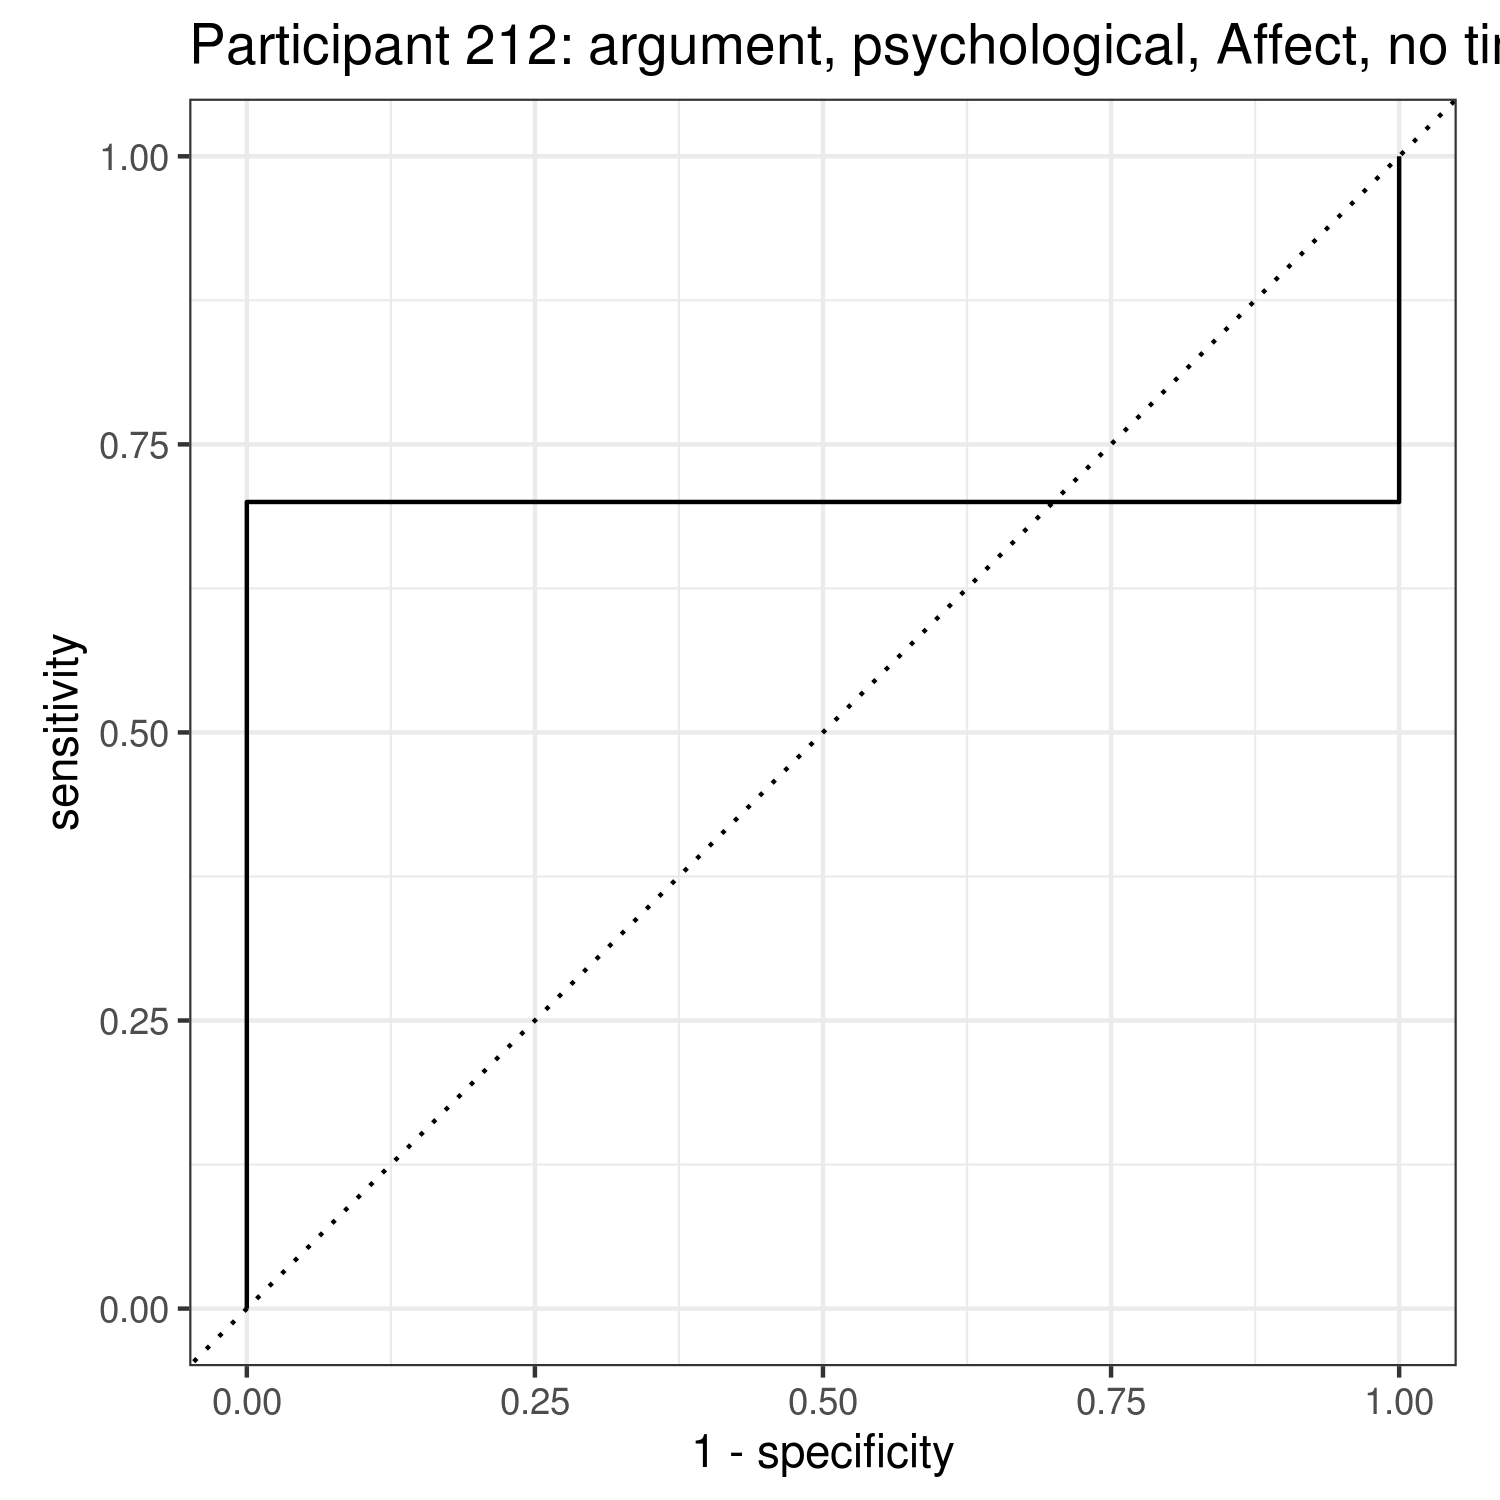 Participant 212: argument, psychological, Affect, no
1.00
0.75
0.50
0.25
0.00
sensitivity
0.00 0.25 0.50 0.75 1.00
1 - specificity